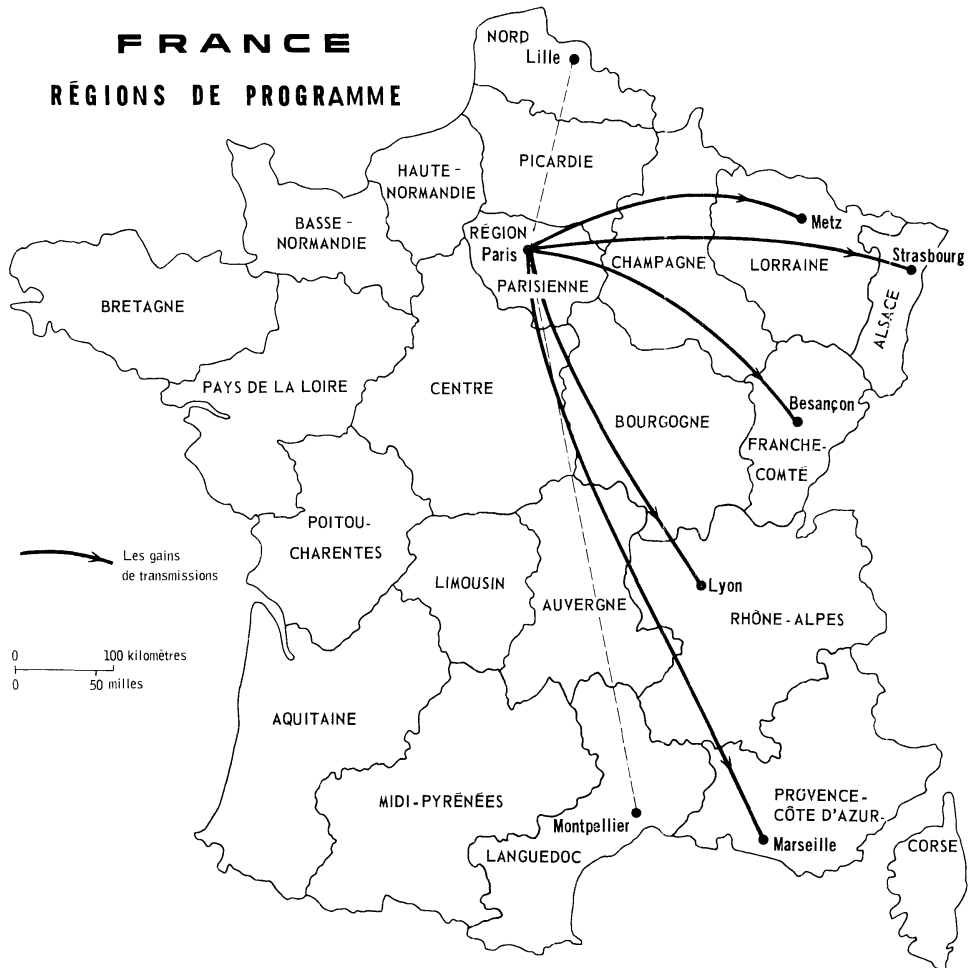 FRANCE
RÉGIONS DE PROGRAMME
NORD
Lille
PICARDIE
HAUTE-
NORMANDIE
BASSE-
NORMANDIE
RÉGION
Paris
PARISIENNE
CHAMPAGNE
LORRAINE
Metz
Strasbourg
ALSACE
BRETAGNE
PAYS DE LA LOIRE
CENTRE
BOURGOGNE
Besançon
FRANCHE-
COMTÉ
POITOU-
CHARENTES
LIMOUSIN
AUVERGNE
Lyon
RHÔNE-ALPES
Les gains
de transmissions
0 100 kilomètres
0 50 milles
AQUITAINE
MIDI-PYRÉNÉES
Montpellier
LANGUEDOC
PROVENCE-
CÔTE D'AZUR-
Marseille
CORSE